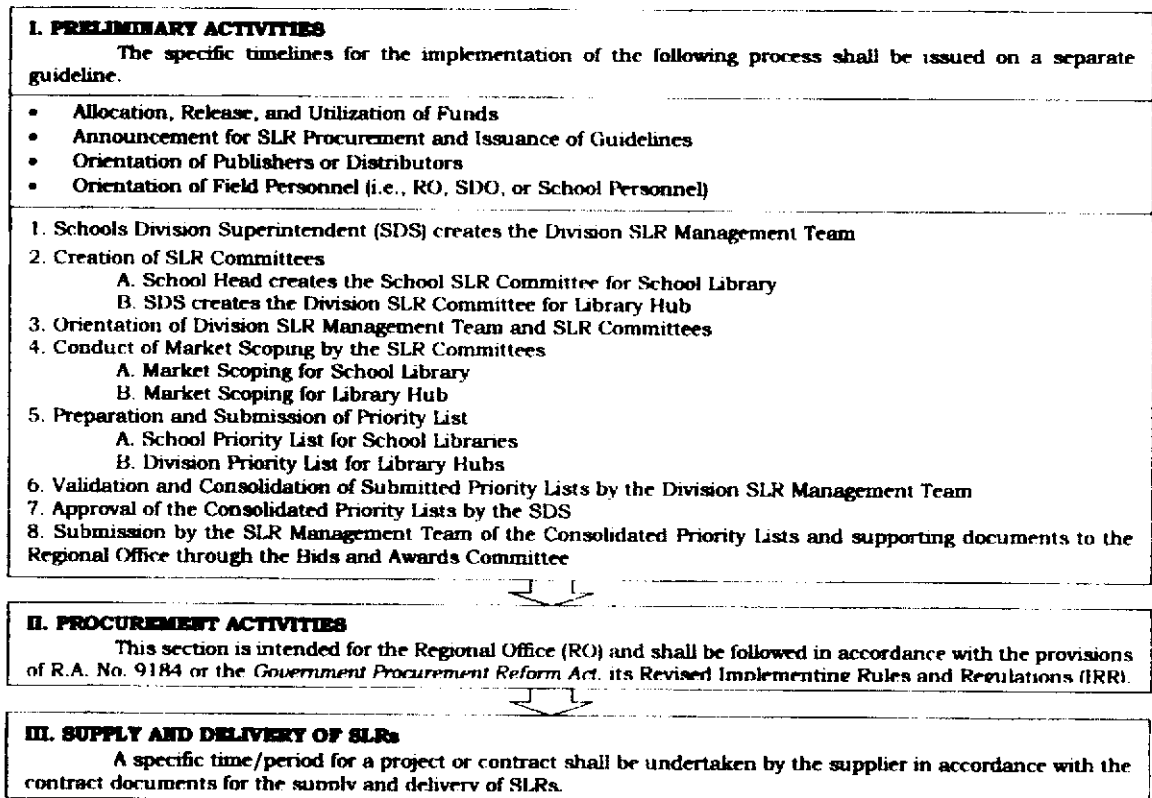 I. PRELIMINARY ACTIVITIES
The specific timelines for the implementation of the following process shall be issued on a separate
guideline.
• Allocation, Release, and Utilization of Funds
• Announcement for SLR Procurement and Issuance of Guidelines
• Orientation of Publishers or Distributors
• Orientation of Field Personnel (i.e., RO, SDO, or School Personnel)
1. Schools Division Superintendent (SDS) creates the Division SLR Management Team
2. Creation of SLR Committees
A. School Head creates the School SLR Committee for School Library
B. SDS creates the Division SLR Committee for Library Hub
3. Orientation of Division SLR Management Team and SLR Committees
4. Conduct of Market Scoping by the SLR Committees
A. Market Scoping for School Library
B. Market Scoping for Library Hub
5. Preparation and Submission of Priority List
A. School Priority List for School Libraries
B. Division Priority List for Library Hubs
6. Validation and Consolidation of Submitted Priority Lists by the Division SLR Management Team
7. Approval of the Consolidated Priority Lists by the SDS
8. Submission by the SLR Management Team of the Consolidated Priority Lists and supporting documents to the
Regional Office through the Bids and Awards Committee
II. PROCUREMENT ACTIVITIES
This section is intended for the Regional Office (RO) and shall be followed in accordance with the provisions
of R.A. No. 9184 or the Government Procurement Reform Act, its Revised Implementing Rules and Regulations (IRR).
III. SUPPLY AND DELIVERY OF SLRs
A specific time/period for a project or contract shall be undertaken by the supplier in accordance with the
contract documents for the supply and delivery of SLRs.